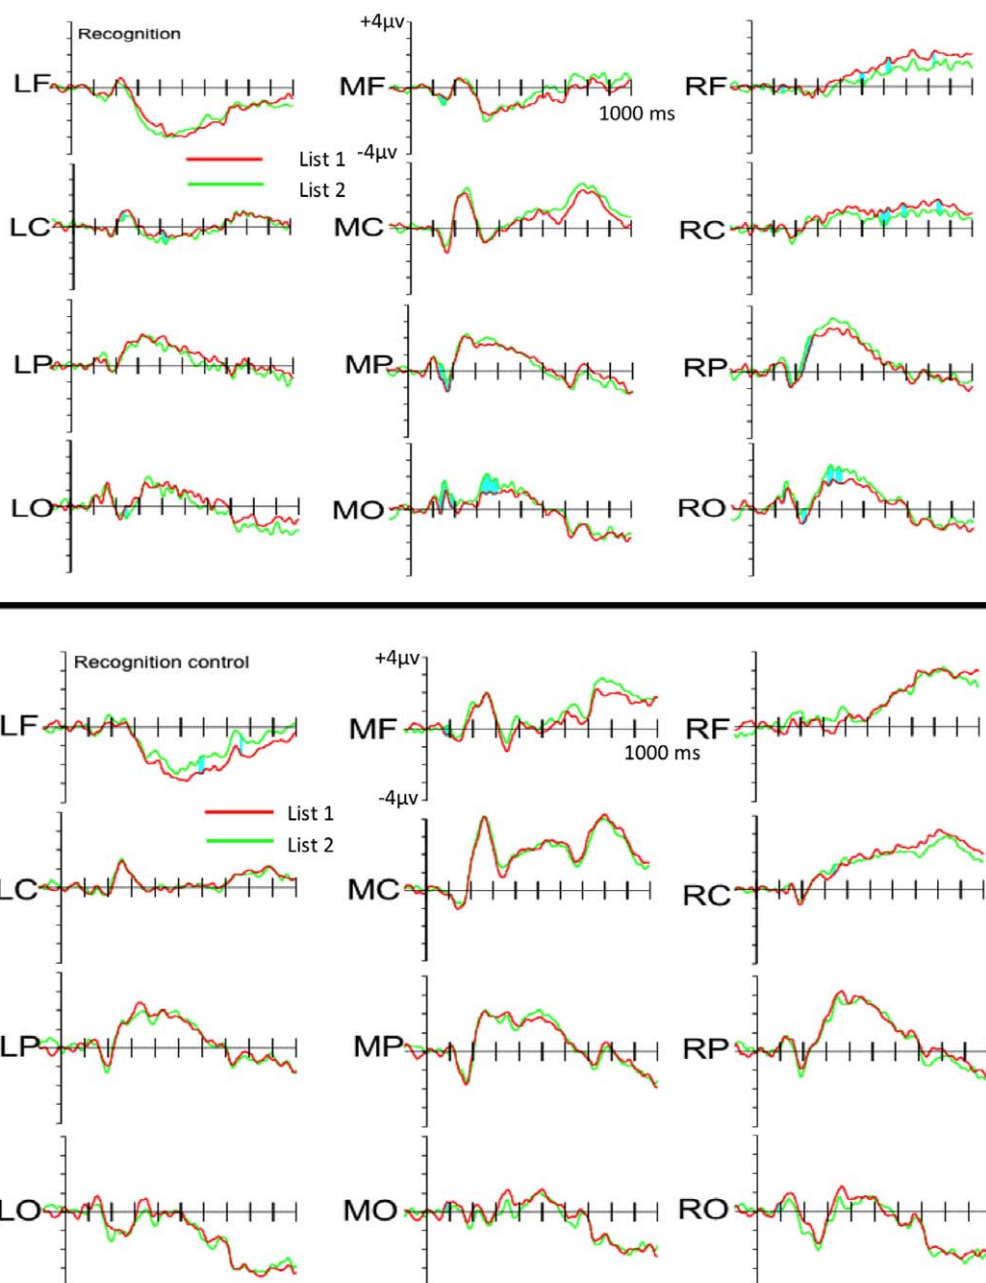 +4µv
Recognition
LF
MF
RF
1000 ms
-4µv
List 1
List 2
LC
MC
RC
LP
MP
RP
LO
MO
RO
+4µv
Recognition control
LF
MF
RF
1000 ms
-4µv
List 1
List 2
LC
MC
RC
LP
MP
RP
LO
MO
RO